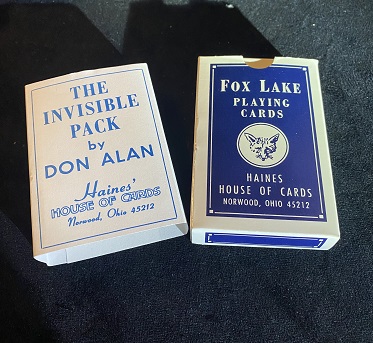 THE
INVISIBLE
PACK
by
DON ALAN
Haines'
HOUSE OF CARDS
Norwood, Ohio 45212
FOX LAKE
PLAYING
CARDS
HAINES
HOUSE OF CARDS
NORWOOD, OHIO 45212